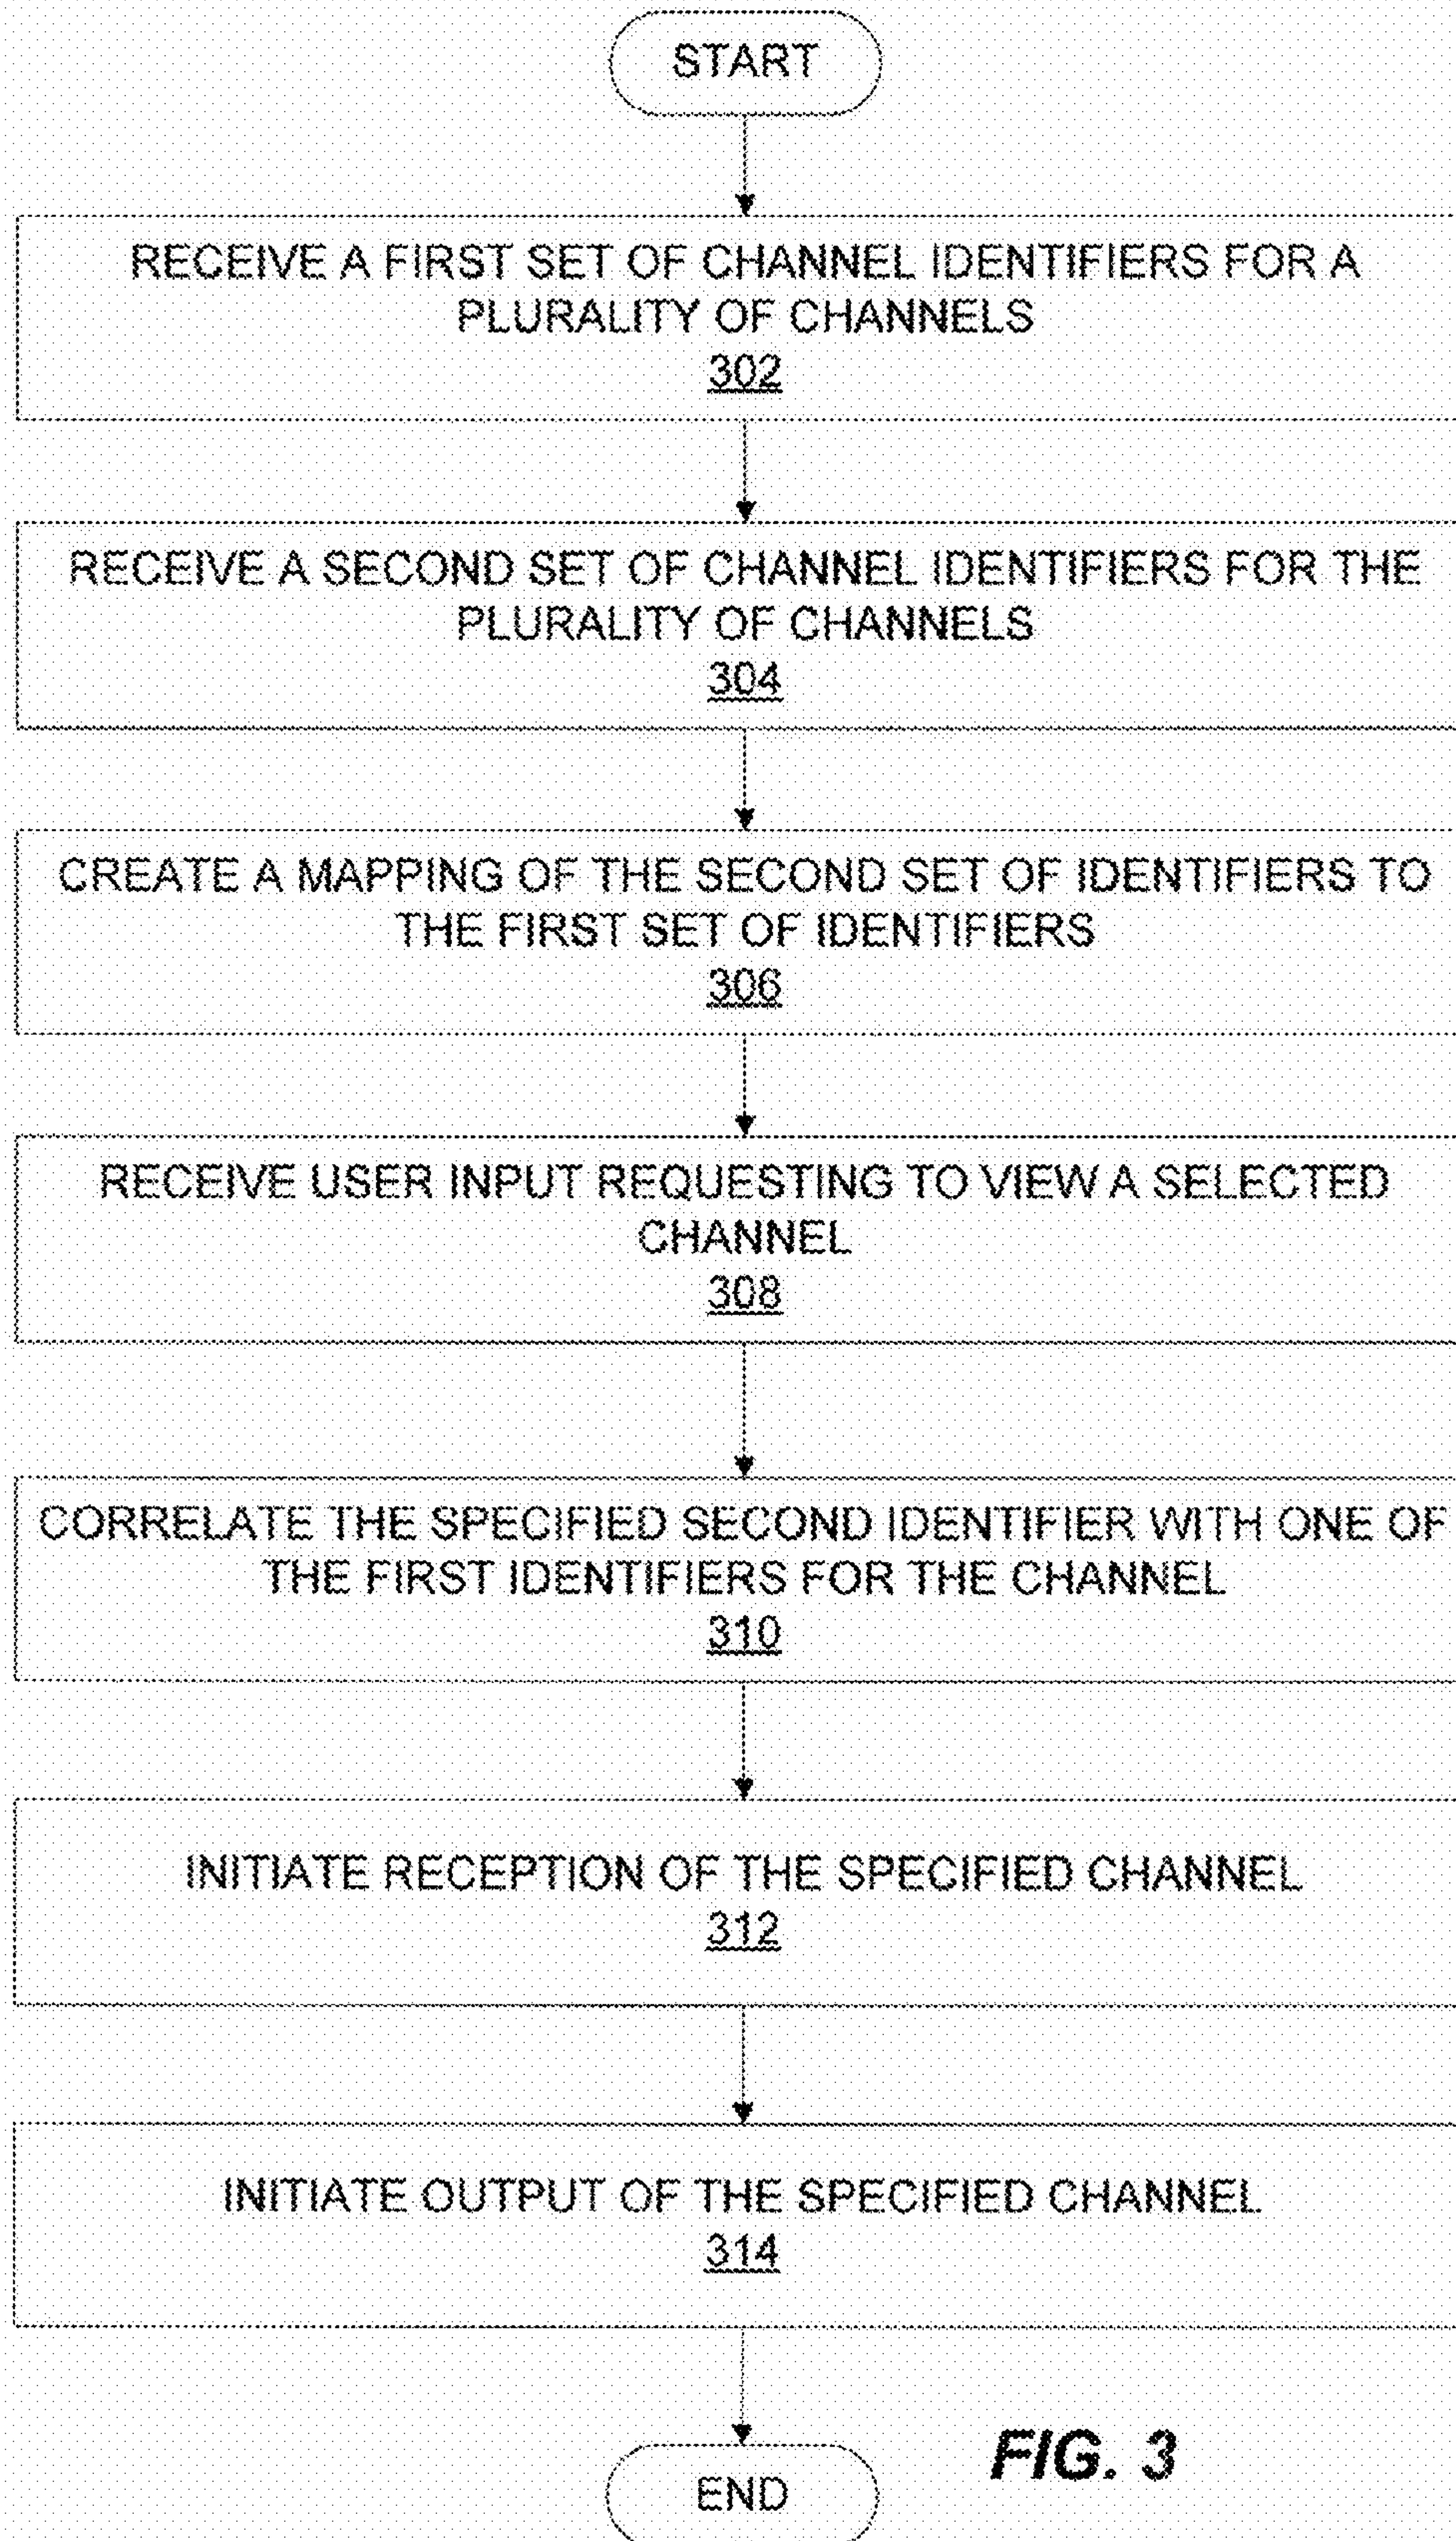 START
RECEIVE A FIRST SET OF CHANNEL IDENTIFIERS FOR A
PLURALITY OF CHANNELS
302
RECEIVE A SECOND SET OF CHANNEL IDENTIFIERS FOR THE
PLURALITY OF CHANNELS
304
CREATE A MAPPING OF THE SECOND SET OF IDENTIFIERS TO
THE FIRST SET OF IDENTIFIERS
306
RECEIVE USER INPUT REQUESTING TO VIEW A SELECTED
CHANNEL
308
CORRELATE THE SPECIFIED SECOND IDENTIFIER WITH ONE OF
THE FIRST IDENTIFIERS FOR THE CHANNEL
310
INITIATE RECEPTION OF THE SPECIFIED CHANNEL
312
INITIATE OUTPUT OF THE SPECIFIED CHANNEL
314
END
FIG. 3